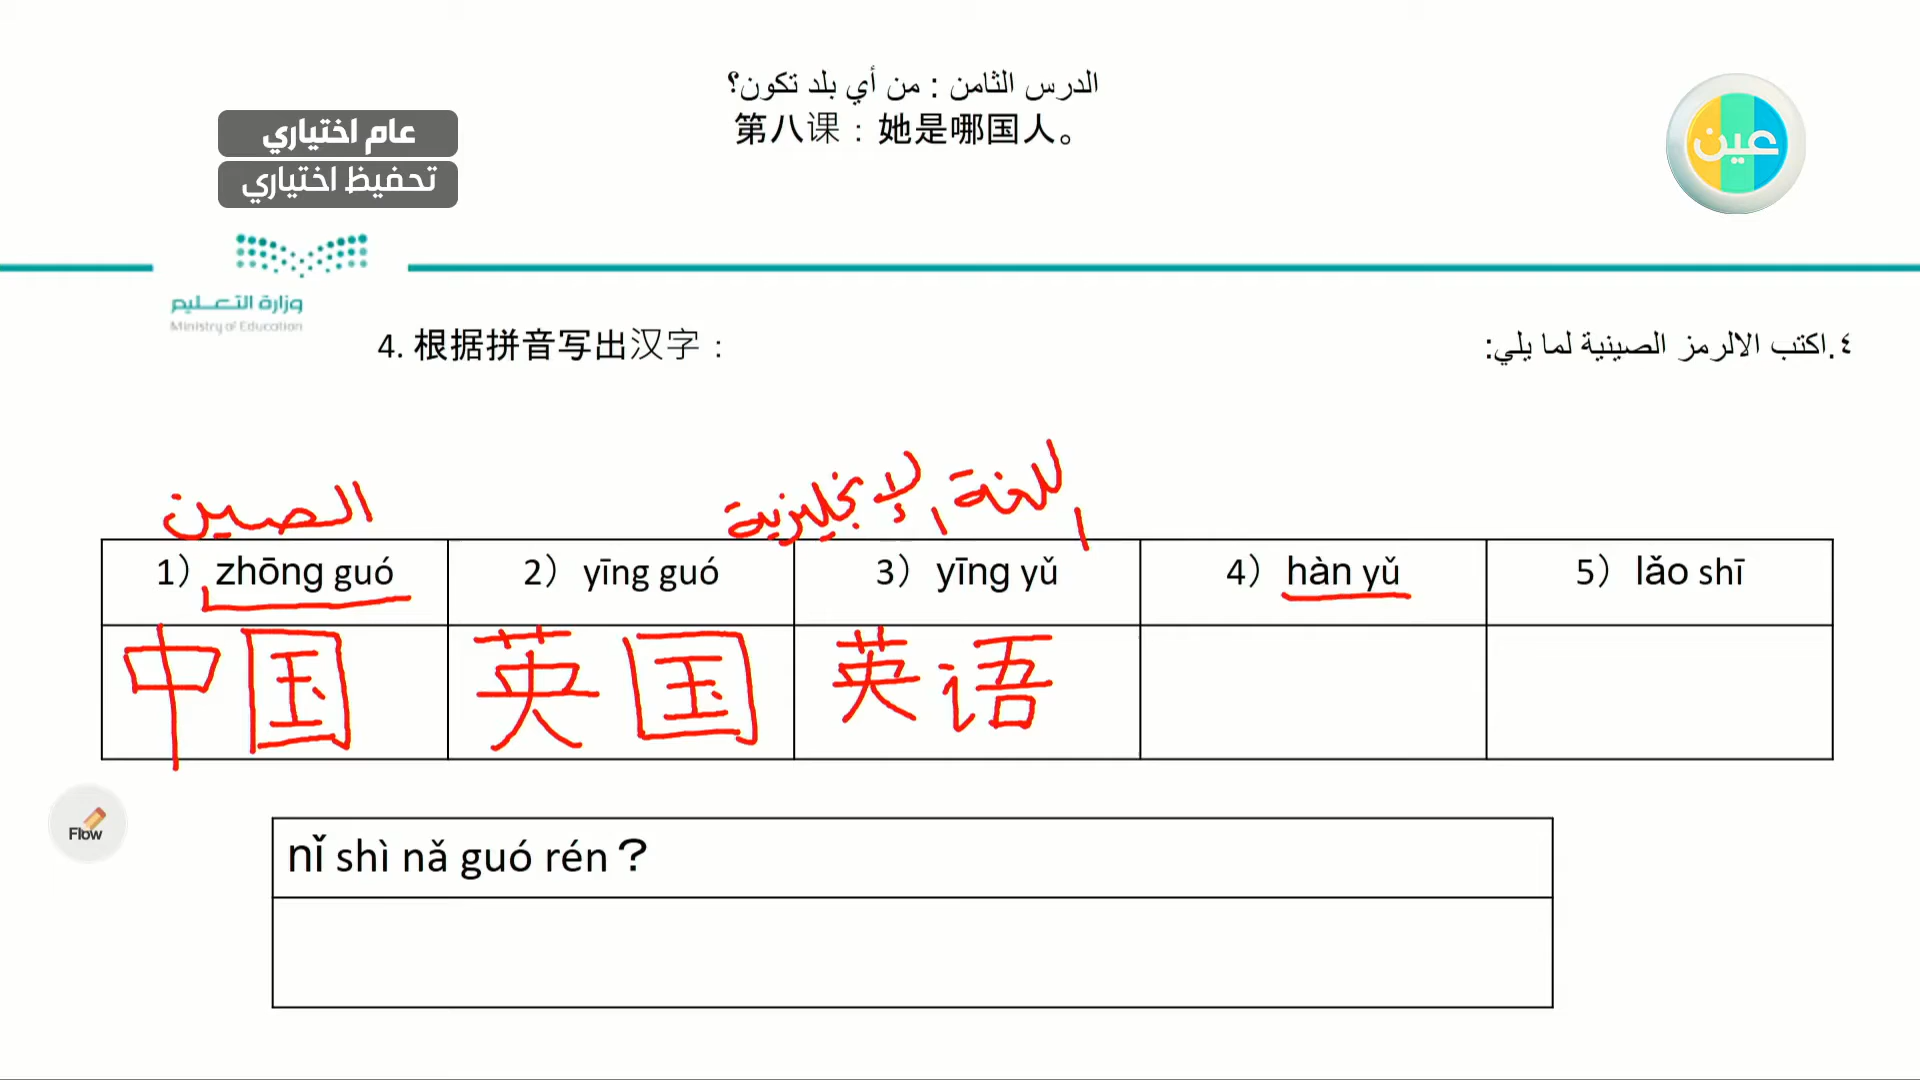 الدرس الثامن : من أي بلد تكون؟
第八课：她是哪国人。
عام اختياري
تحفيظ اختياري
عين
وزارة التعليم
Ministry of Education
4. 根据拼音写出汉字：
٤.اكتب الالرمز الصينية لما يلي:
الصين
اللغة الإنجليزية
1）zhōng guó
2）yīng guó
3）yīng yǔ
4）hàn yǔ
5）lǎo shī
中国
英国
英语
Flow
nǐ shì nǎ guó rén？